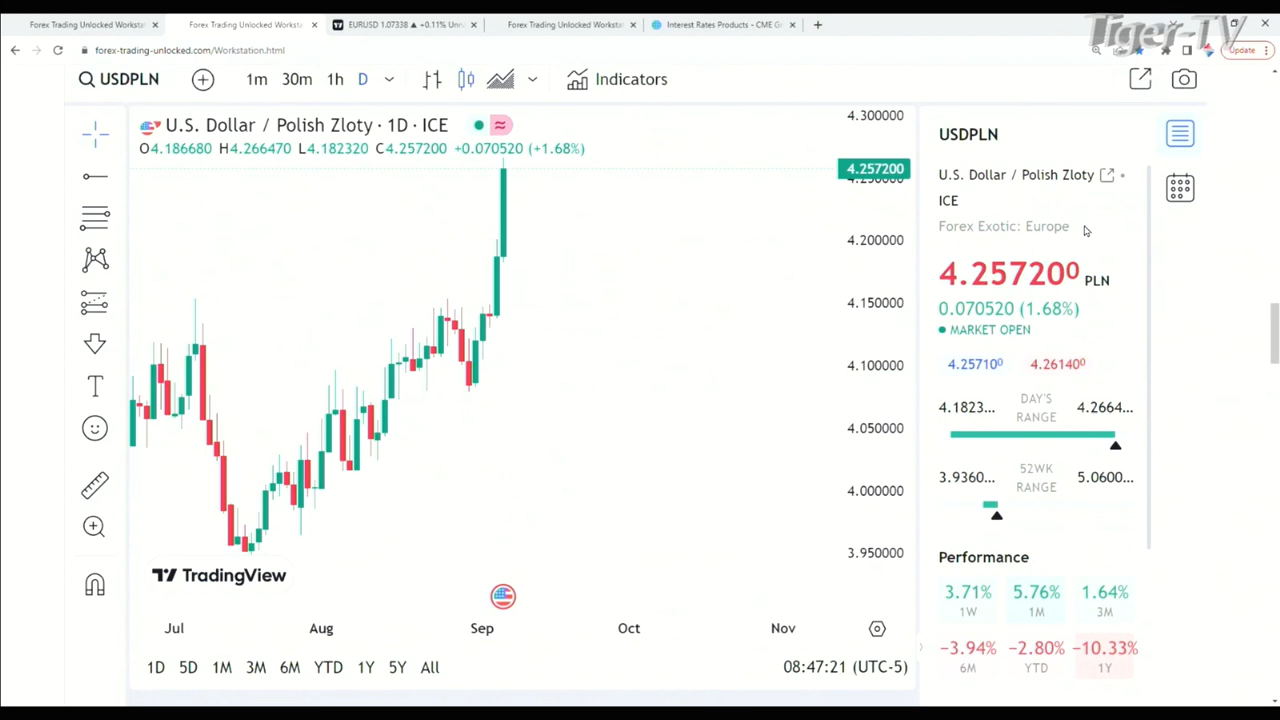 Forex Trading Unlocked Workst
Forex Trading Unlocked Workst
EURUSD 1.07338 ▲ +0.11% Unn
Forex Trading Unlocked Workst
Interest Rates Products - CME G
Tiger-TV
forex-trading-unlocked.com/Workstation.html
Update
USDPLN
1m 30m 1h D
Indicators
U.S. Dollar / Polish Zloty · 1D · ICE
O4.186680 H4.266470 L4.182320 C4.257200 +0.070520 (+1.68%)
4.300000
4.257200
4.250000
4.200000
4.150000
4.100000
4.050000
4.000000
3.950000
TradingView
Jul Aug Sep Oct Nov
1D 5D 1M 3M 6M YTD 1Y 5Y All
08:47:21 (UTC-5)
USDPLN
U.S. Dollar / Polish Zloty
ICE
Forex Exotic: Europe
4.257200 PLN
0.070520 (1.68%)
MARKET OPEN
4.257100 4.261400
4.1823... DAY'S RANGE 4.2664...
3.9360... 52WK RANGE 5.0600...
Performance
3.71% 5.76% 1.64%
1W 1M 3M
−3.94% −2.80% −10.33%
6M YTD 1Y